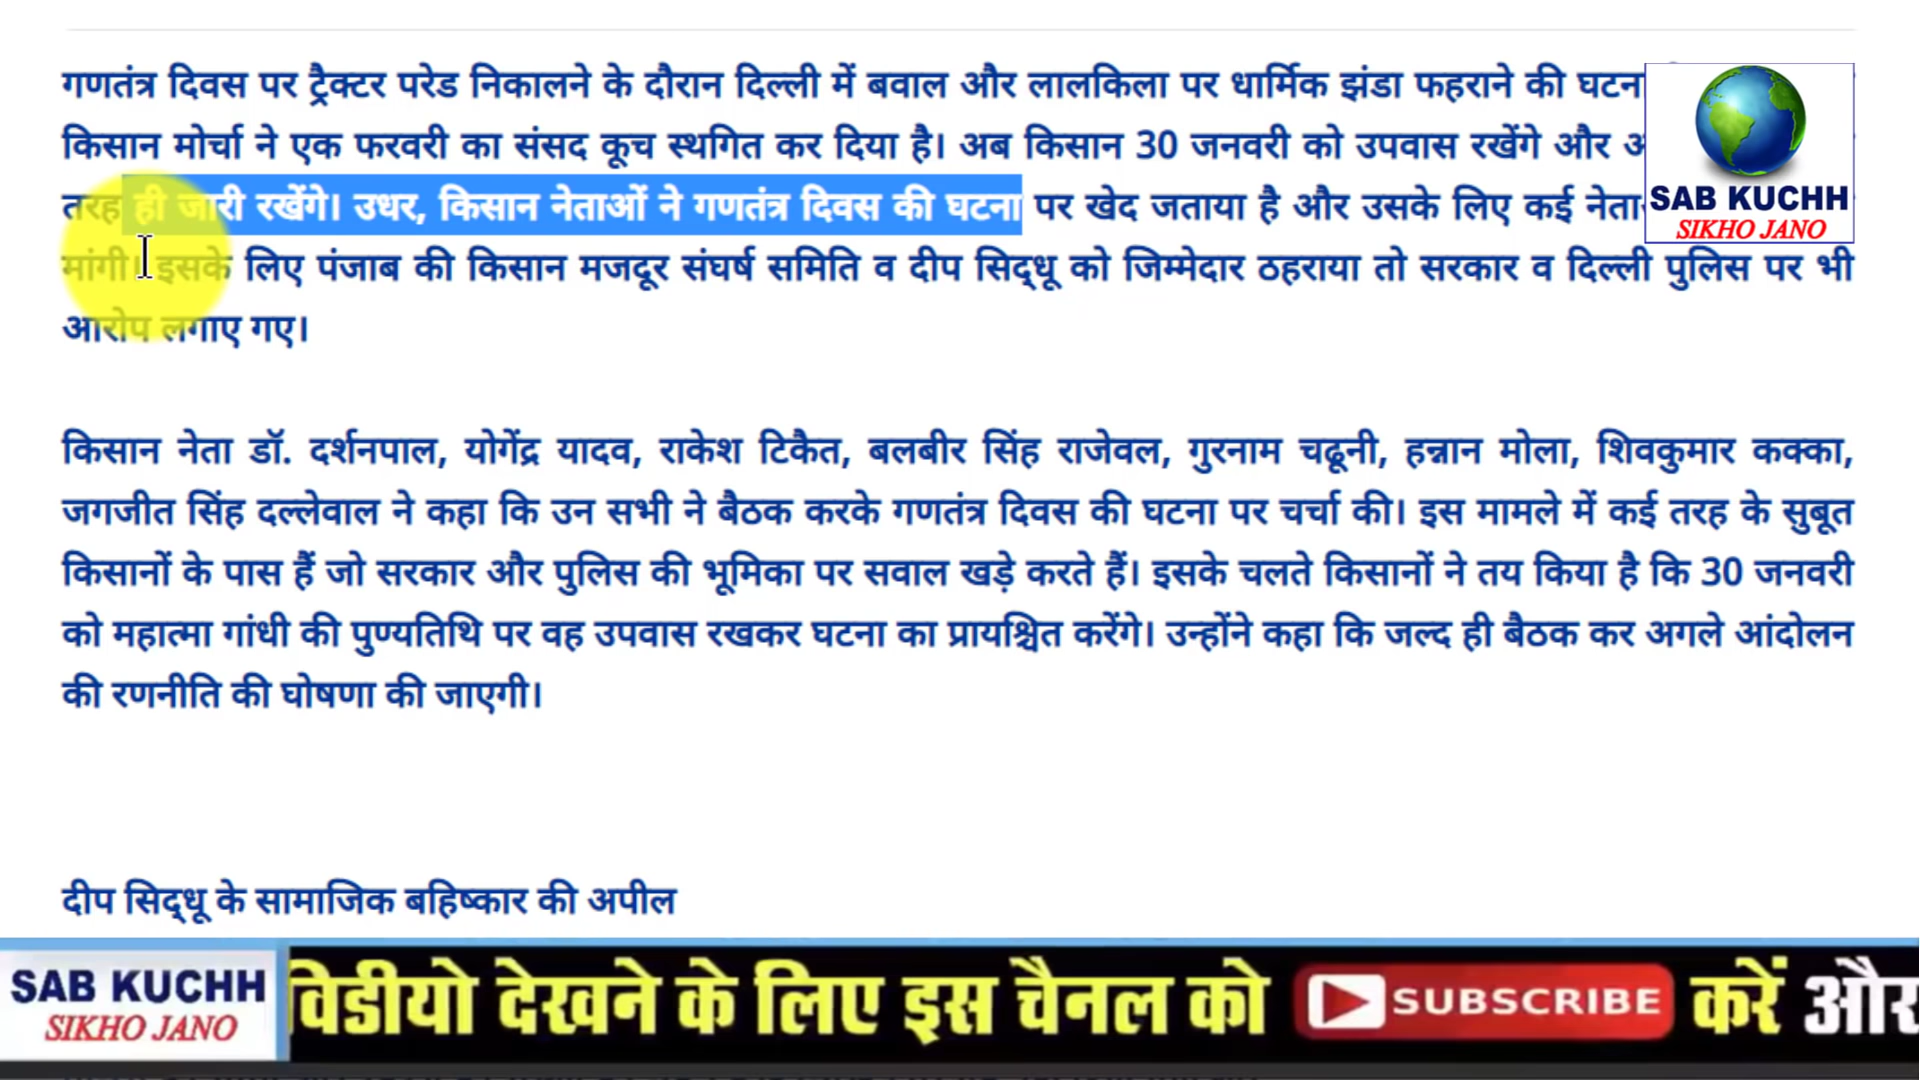 गणतंत्र दिवस पर ट्रैक्टर परेड निकालने के दौरान दिल्ली में बवाल और लालकिला पर धार्मिक झंडा फहराने की घटना
किसान मोर्चा ने एक फरवरी का संसद कूच स्थगित कर दिया है। अब किसान 30 जनवरी को उपवास रखेंगे और
तरह ही जारी रखेंगे। उधर, किसान नेताओं ने गणतंत्र दिवस की घटना पर खेद जताया है और उसके लिए कई
मांगी। इसके लिए पंजाब की किसान मजदूर संघर्ष समिति व दीप सिद्धू को जिम्मेदार ठहराया तो सरकार व दिल्ली पुलिस पर भी
आरोप लगाए गए।
किसान नेता डॉ. दर्शनपाल, योगेंद्र यादव, राकेश टिकैत, बलबीर सिंह राजेवल, गुरनाम चढूनी, हन्नान मोला, शिवकुमार कक्का,
जगजीत सिंह दल्लेवाल ने कहा कि उन सभी ने बैठक करके गणतंत्र दिवस की घटना पर चर्चा की। इस मामले में कई तरह के सुबूत
किसानों के पास हैं जो सरकार और पुलिस की भूमिका पर सवाल खड़े करते हैं। इसके चलते किसानों ने तय किया है कि 30 जनवरी
को महात्मा गांधी की पुण्यतिथि पर वह उपवास रखकर घटना का प्रायश्चित करेंगे। उन्होंने कहा कि जल्द ही बैठक कर अगले आंदोलन
की रणनीति की घोषणा की जाएगी।
दीप सिद्धू के सामाजिक बहिष्कार की अपील
SAB KUCHH
SIKHO JANO
SAB KUCHH
SIKHO JANO
विडीयो देखने के लिए इस चैनल को SUBSCRIBE करें और